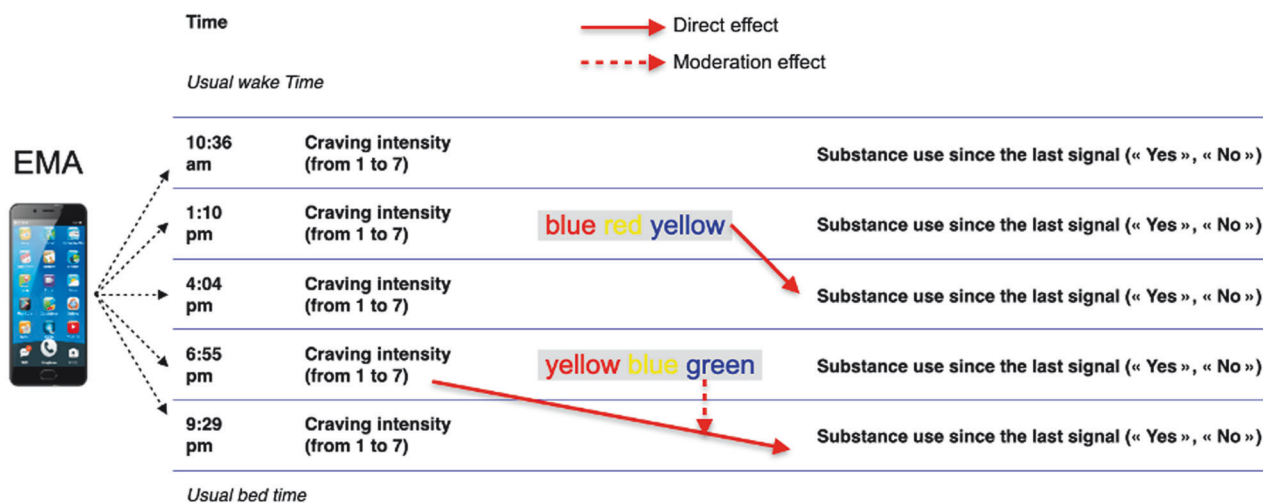 Time
Direct effect
Moderation effect
Usual wake Time
EMA
10:36
am
Craving intensity
(from 1 to 7)
Substance use since the last signal (« Yes », « No »)
1:10
pm
Craving intensity
(from 1 to 7)
blue red yellow
Substance use since the last signal (« Yes », « No »)
4:04
pm
Craving intensity
(from 1 to 7)
Substance use since the last signal (« Yes », « No »)
6:55
pm
Craving intensity
(from 1 to 7)
yellow blue green
Substance use since the last signal (« Yes », « No »)
9:29
pm
Craving intensity
(from 1 to 7)
Substance use since the last signal (« Yes », « No »)
Usual bed time